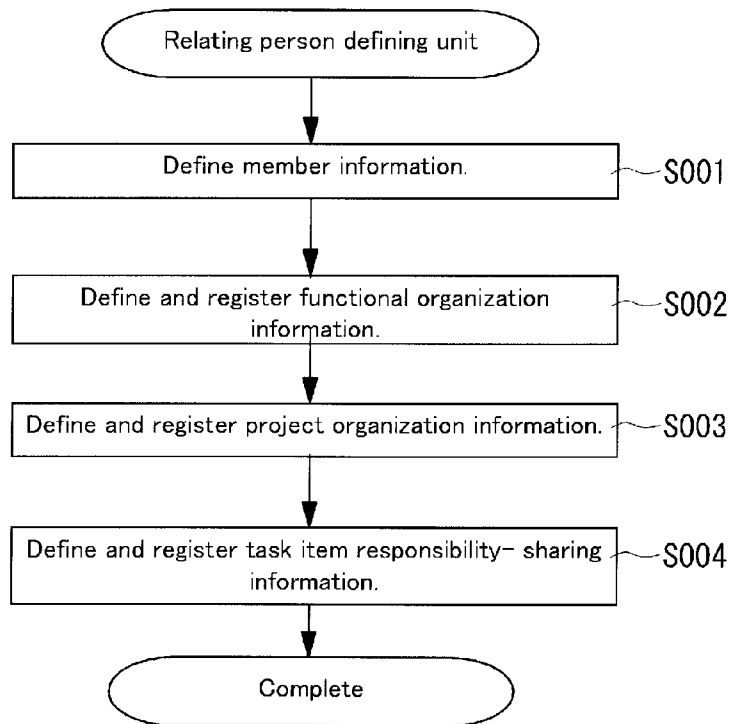 Relating person defining unit
Define member information.
S001
Define and register functional organization
information.
S002
Define and register project organization information.
S003
Define and register task item responsibility- sharing
information.
S004
Complete